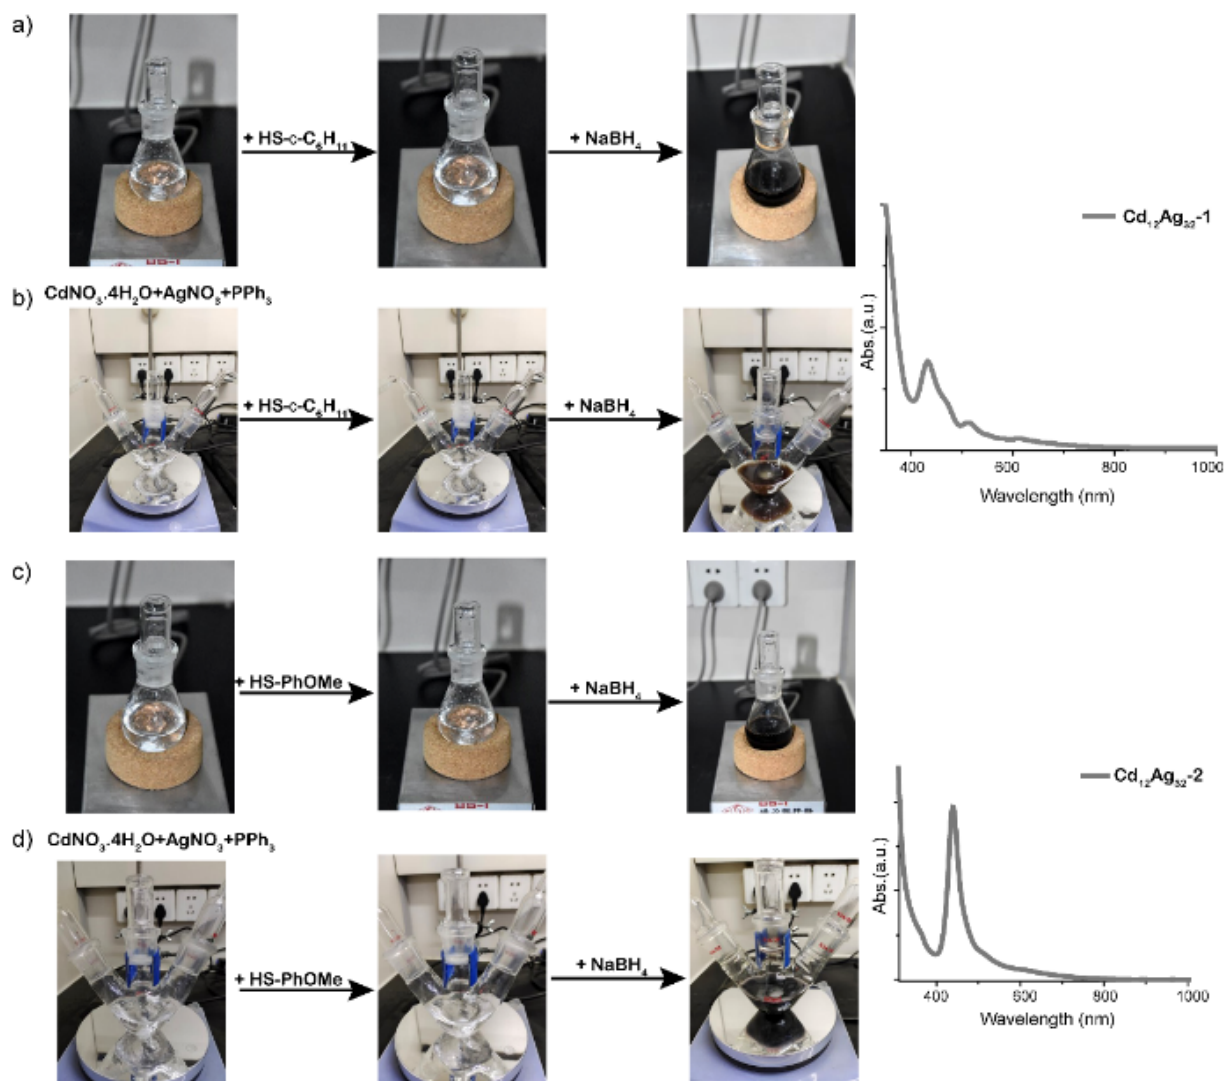 a)
+ HS-c-C₆H₁₁
+ NaBH₄
Cd₁₂Ag₃₂-1
Abs.(a.u.)
400 600 800 1000
Wavelength (nm)
b)
CdNO₃.4H₂O+AgNO₃+PPh₃
+ HS-c-C₆H₁₁
+ NaBH₄
c)
+ HS-PhOMe
+ NaBH₄
Cd₁₂Ag₃₂-2
Abs.(a.u.)
400 600 800 1000
Wavelength (nm)
d)
CdNO₃.4H₂O+AgNO₃+PPh₃
+ HS-PhOMe
+ NaBH₄